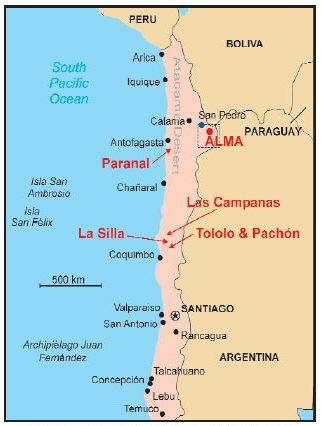 PERU
BOLIVIA
Arica
South
Pacific
Ocean
Iquique
Atacama Desert
Calama
San Pedro
PARAGUAY
ALMA
Antofagasta
Paranal
Isla San
Ambrosio
Chañaral
Isla
San Félix
Las Campanas
La Silla
Tololo & Pachón
Coquimbo
500 km
Valparaiso
SANTIAGO
San Antonio
Rancagua
Archipiélago Juan
Fernández
ARGENTINA
Talcahuano
Concepción
Lebu
Temuco